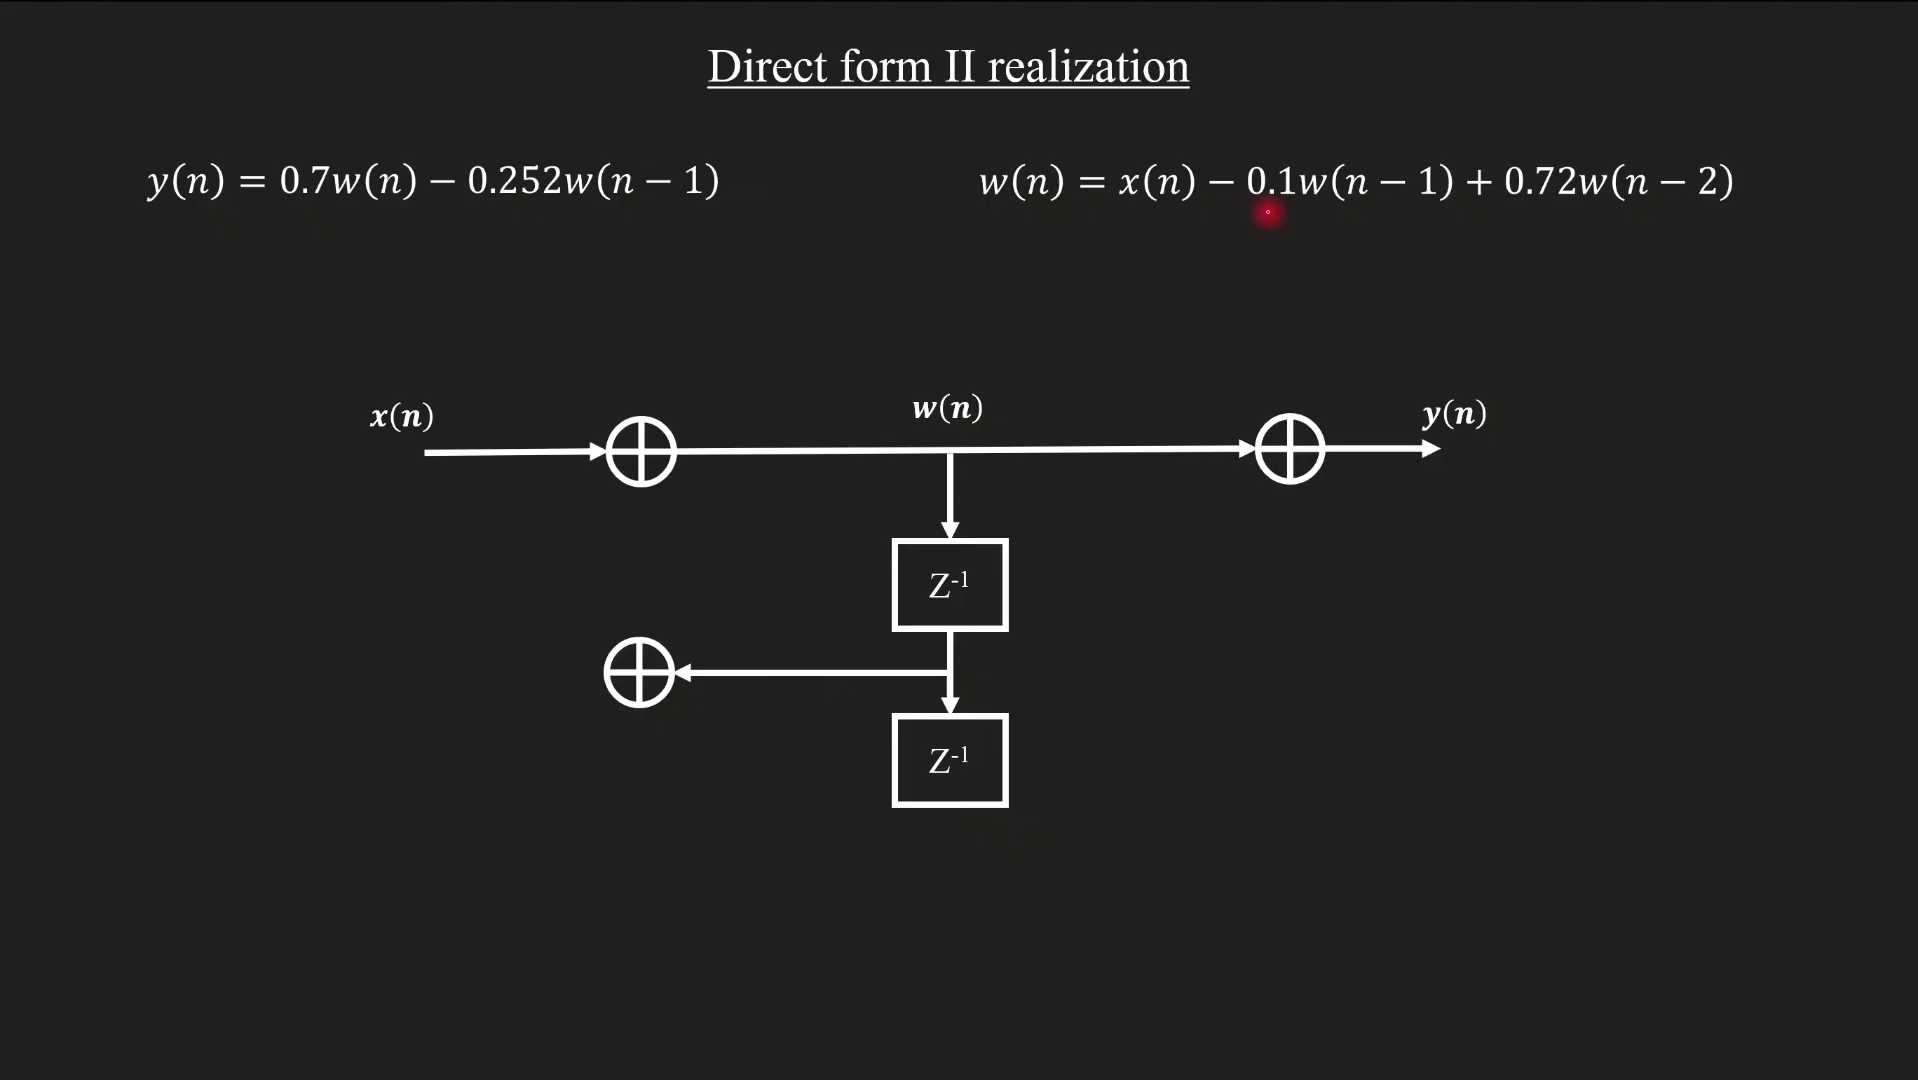 Direct form II realization
y(n) = 0.7w(n) − 0.252w(n − 1)
w(n) = x(n) − 0.1w(n − 1) + 0.72w(n − 2)
x(n)
w(n)
y(n)
Z⁻¹
Z⁻¹